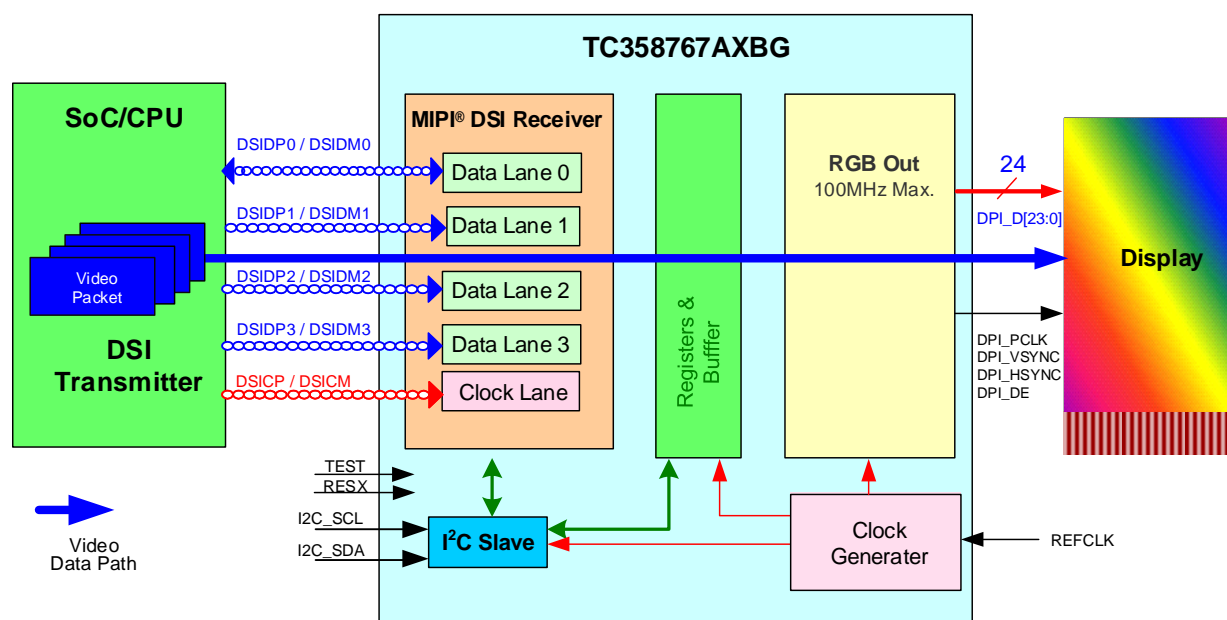 TC358767AXBG
SoC/CPU
DSIDP0 / DSIDM0
DSIDP1 / DSIDM1
Video
Packet
DSIDP2 / DSIDM2
DSIDP3 / DSIDM3
DSI
Transmitter
DSICP / DSICM
MIPI® DSI Receiver
Data Lane 0
Data Lane 1
Data Lane 2
Data Lane 3
Clock Lane
Registers &
Bufffer
RGB Out
100MHz Max.
24
DPI_D[23:0]
Display
DPI_PCLK
DPI_VSYNC
DPI_HSYNC
DPI_DE
TEST
RESX
I2C_SCL
I2C_SDA
I²C Slave
Clock
Generater
REFCLK
Video
Data Path